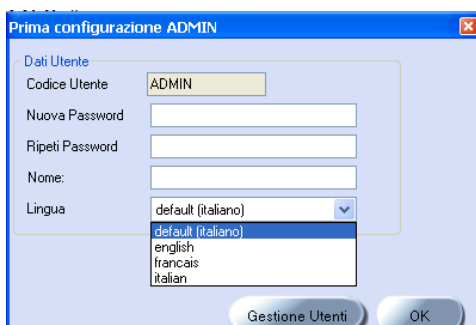 Prima configurazione ADMIN
Dati Utente
Codice Utente ADMIN
Nuova Password
Ripeti Password
Nome:
Lingua default (italiano)
default (italiano)
english
francais
italian
Gestione Utenti OK